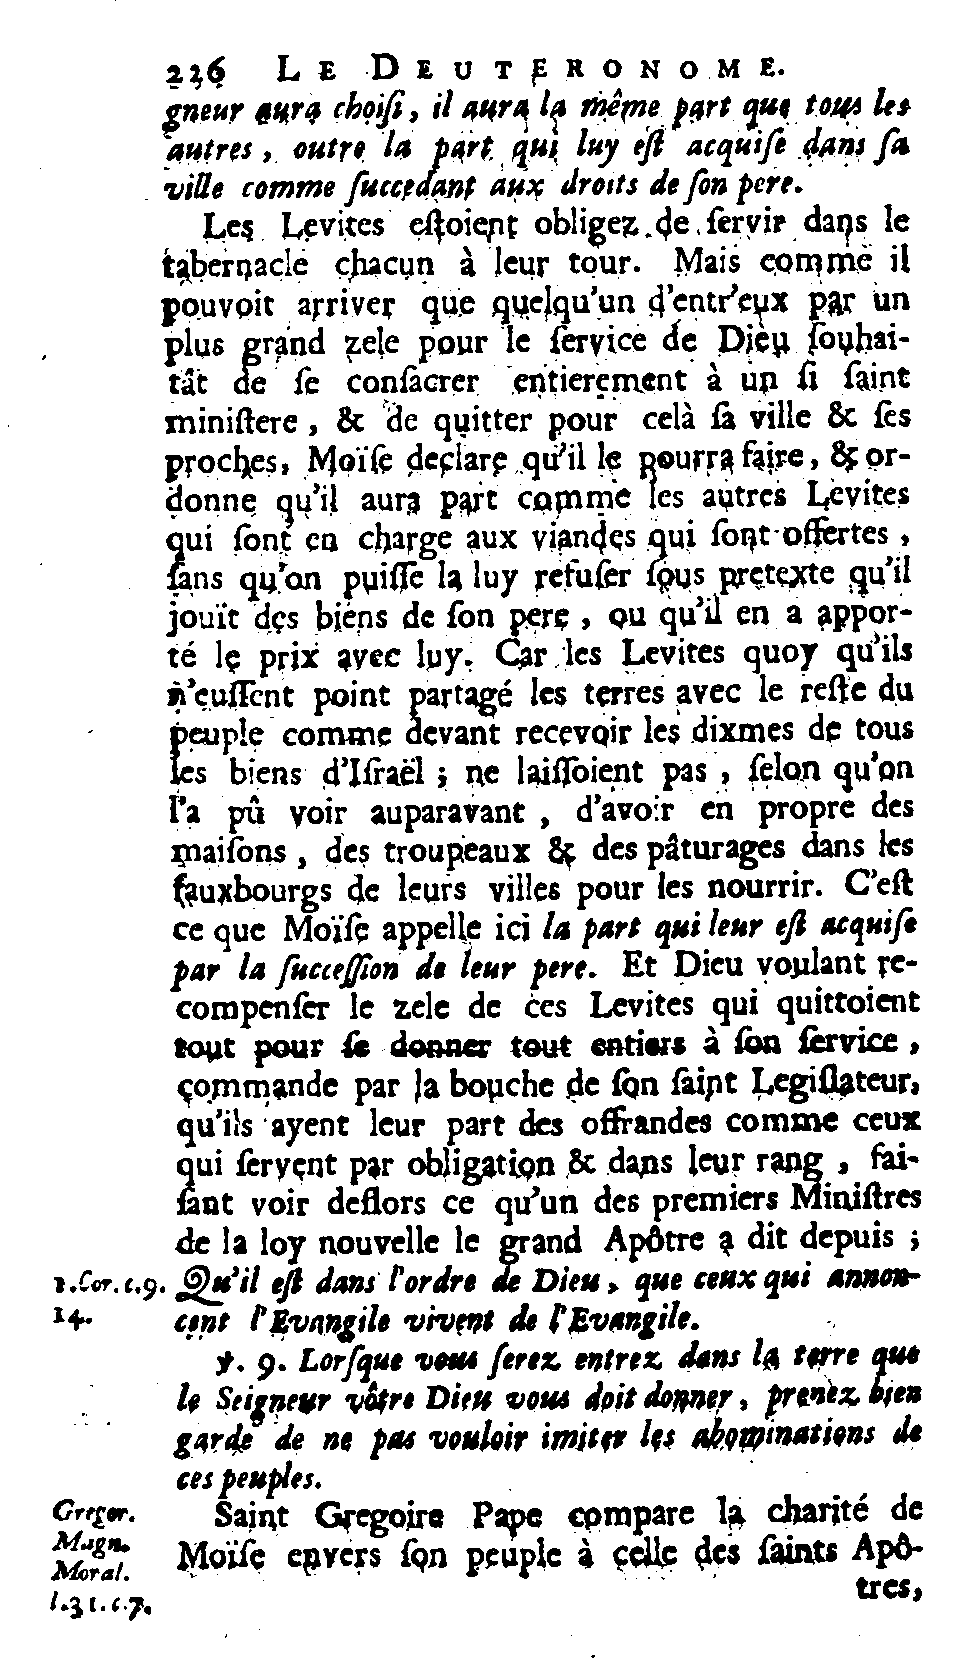 236 LE DEUTERONOME.
gneur aura choisi, il aura la même part que tous les
autres, outre la part qui luy est acquise dans sa
ville comme succedant aux droits de son pere.
Les Levites estoient obligez de servir dans le
tabernacle chacun à leur tour. Mais comme il
pouvoit arriver que quelqu'un d'entr'eux par un
plus grand zele pour le service de Dieu souhai-
tât de se consacrer entierement à un si saint
ministere, & de quitter pour celà sa ville & ses
proches, Moïse declare qu'il le pourra faire, & or-
donne qu'il aura part comme les autres Levites
qui sont en charge aux viandes qui sont offertes,
sans qu'on puisse la luy refuser sous pretexte qu'il
jouït des biens de son pere, ou qu'il en a appor-
té le prix avec luy. Car les Levites quoy qu'ils
n'eussent point partagé les terres avec le reste du
peuple comme devant recevoir les dixmes de tous
les biens d'Israël; ne laissoient pas, selon qu'on
l'a pû voir auparavant, d'avoir en propre des
maisons, des troupeaux & des pâturages dans les
fauxbourgs de leurs villes pour les nourrir. C'est
ce que Moïse appelle ici la part qui leur est acquise
par la succession de leur pere. Et Dieu voulant re-
compenser le zele de ces Levites qui quittoient
tout pour se donner tout entiers à son service,
commande par la bouche de son saint Legislateur,
qu'ils ayent leur part des offrandes comme ceux
qui servent par obligation & dans leur rang, fai-
sant voir deslors ce qu'un des premiers Ministres
de la loy nouvelle le grand Apôtre a dit depuis;
1.Cor.c.9. Qu'il est dans l'ordre de Dieu, que ceux qui annon-
14. cent l'Evangile vivent de l'Evangile.
℣. 9. Lorsque vous serez entrez dans la terre que
le Seigneur vôtre Dieu vous doit donner, prenez bien
garde de ne pas vouloir imiter les abominations de
ces peuples.
Gregor. Saint Gregoire Pape compare la charité de
Magn. Moïse envers son peuple à celle des saints Apô-
Moral. tres,
l.31.c.7.